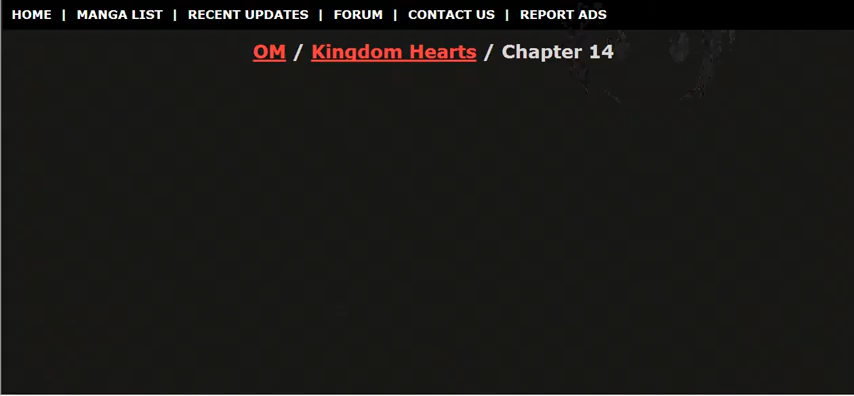 HOME | MANGA LIST | RECENT UPDATES | FORUM | CONTACT US | REPORT ADS
OM / Kingdom Hearts / Chapter 14